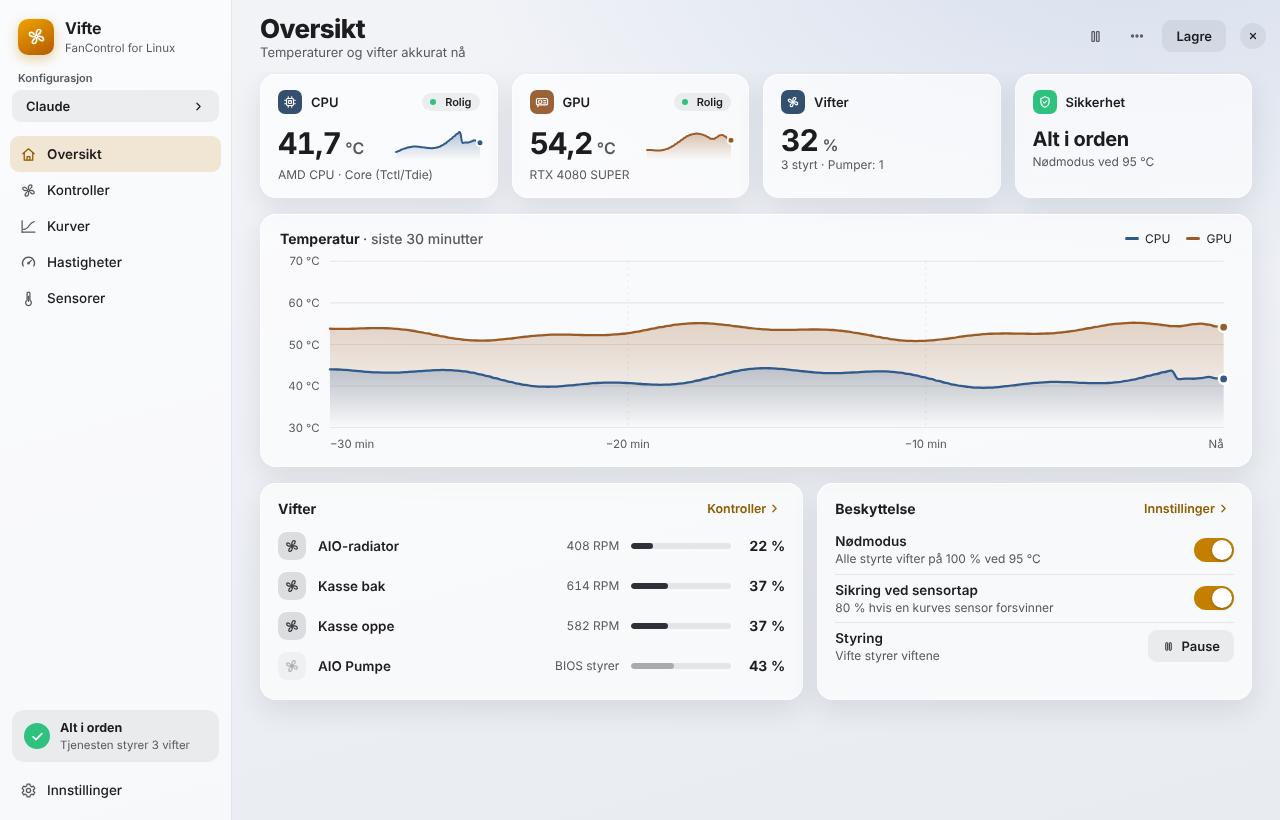 Vifte
FanControl for Linux
Konfigurasjon
Claude
Oversikt
Kontroller
Kurver
Hastigheter
Sensorer
Alt i orden
Tjenesten styrer 3 vifter
Innstillinger
Oversikt
Temperaturer og vifter akkurat nå
Lagre
CPU
Rolig
41,7 °C
AMD CPU · Core (Tctl/Tdie)
GPU
Rolig
54,2 °C
RTX 4080 SUPER
Vifter
32 %
3 styrt · Pumper: 1
Sikkerhet
Alt i orden
Nødmodus ved 95 °C
Temperatur · siste 30 minutter
CPU
GPU
70 °C
60 °C
50 °C
40 °C
30 °C
−30 min
−20 min
−10 min
Nå
Vifter
Kontroller
AIO-radiator 408 RPM 22 %
Kasse bak 614 RPM 37 %
Kasse oppe 582 RPM 37 %
AIO Pumpe BIOS styrer 43 %
Beskyttelse
Innstillinger
Nødmodus
Alle styrte vifter på 100 % ved 95 °C
Sikring ved sensortap
80 % hvis en kurves sensor forsvinner
Styring
Vifte styrer viftene
Pause